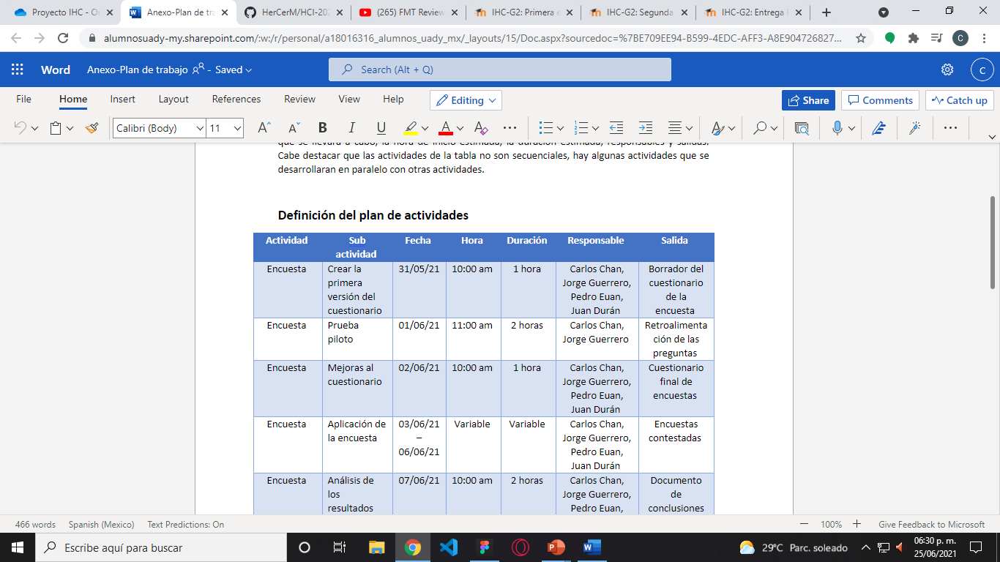 Proyecto IHC - O
Anexo-Plan de tra
HerCerM/HCI-202
(265) FMT Review
IHC-G2: Primera e
IHC-G2: Segunda
IHC-G2: Entrega
alumnosuady-my.sharepoint.com/:w:/r/personal/a18016316_alumnos_uady_mx/_layouts/15/Doc.aspx?sourcedoc=%7BE709EE94-B599-4EDC-AFF3-A8E904726827...
C
Word
Anexo-Plan de trabajo - Saved
Search (Alt + Q)
C
File
Home
Insert
Layout
References
Review
View
Help
Editing
Share
Comments
Catch up
Calibri (Body)
11
que se llevará a cabo, la hora de inicio estimada, la duración estimada, responsables y salidas.
Cabe destacar que las actividades de la tabla no son secuenciales, hay algunas actividades que se
desarrollaran en paralelo con otras actividades.
Definición del plan de actividades
Actividad
Sub
actividad
Fecha
Hora
Duración
Responsable
Salida
Encuesta
Crear la
primera
versión del
cuestionario
31/05/21
10:00 am
1 hora
Carlos Chan,
Jorge Guerrero,
Pedro Euan,
Juan Durán
Borrador del
cuestionario
de la
encuesta
Encuesta
Prueba
piloto
01/06/21
11:00 am
2 horas
Carlos Chan,
Jorge Guerrero
Retroalimenta
ción de las
preguntas
Encuesta
Mejoras al
cuestionario
02/06/21
10:00 am
1 hora
Carlos Chan,
Jorge Guerrero,
Pedro Euan,
Juan Durán
Cuestionario
final de
encuestas
Encuesta
Aplicación de
la encuesta
03/06/21
–
06/06/21
Variable
Variable
Carlos Chan,
Jorge Guerrero,
Pedro Euan,
Juan Durán
Encuestas
contestadas
Encuesta
Análisis de
los
resultados
07/06/21
10:00 am
2 horas
Carlos Chan,
Jorge Guerrero,
Pedro Euan,
Documento
de
conclusiones
466 words
Spanish (Mexico)
Text Predictions: On
100%
Give Feedback to Microsoft
Escribe aquí para buscar
29°C Parc. soleado
06:30 p. m.
25/06/2021